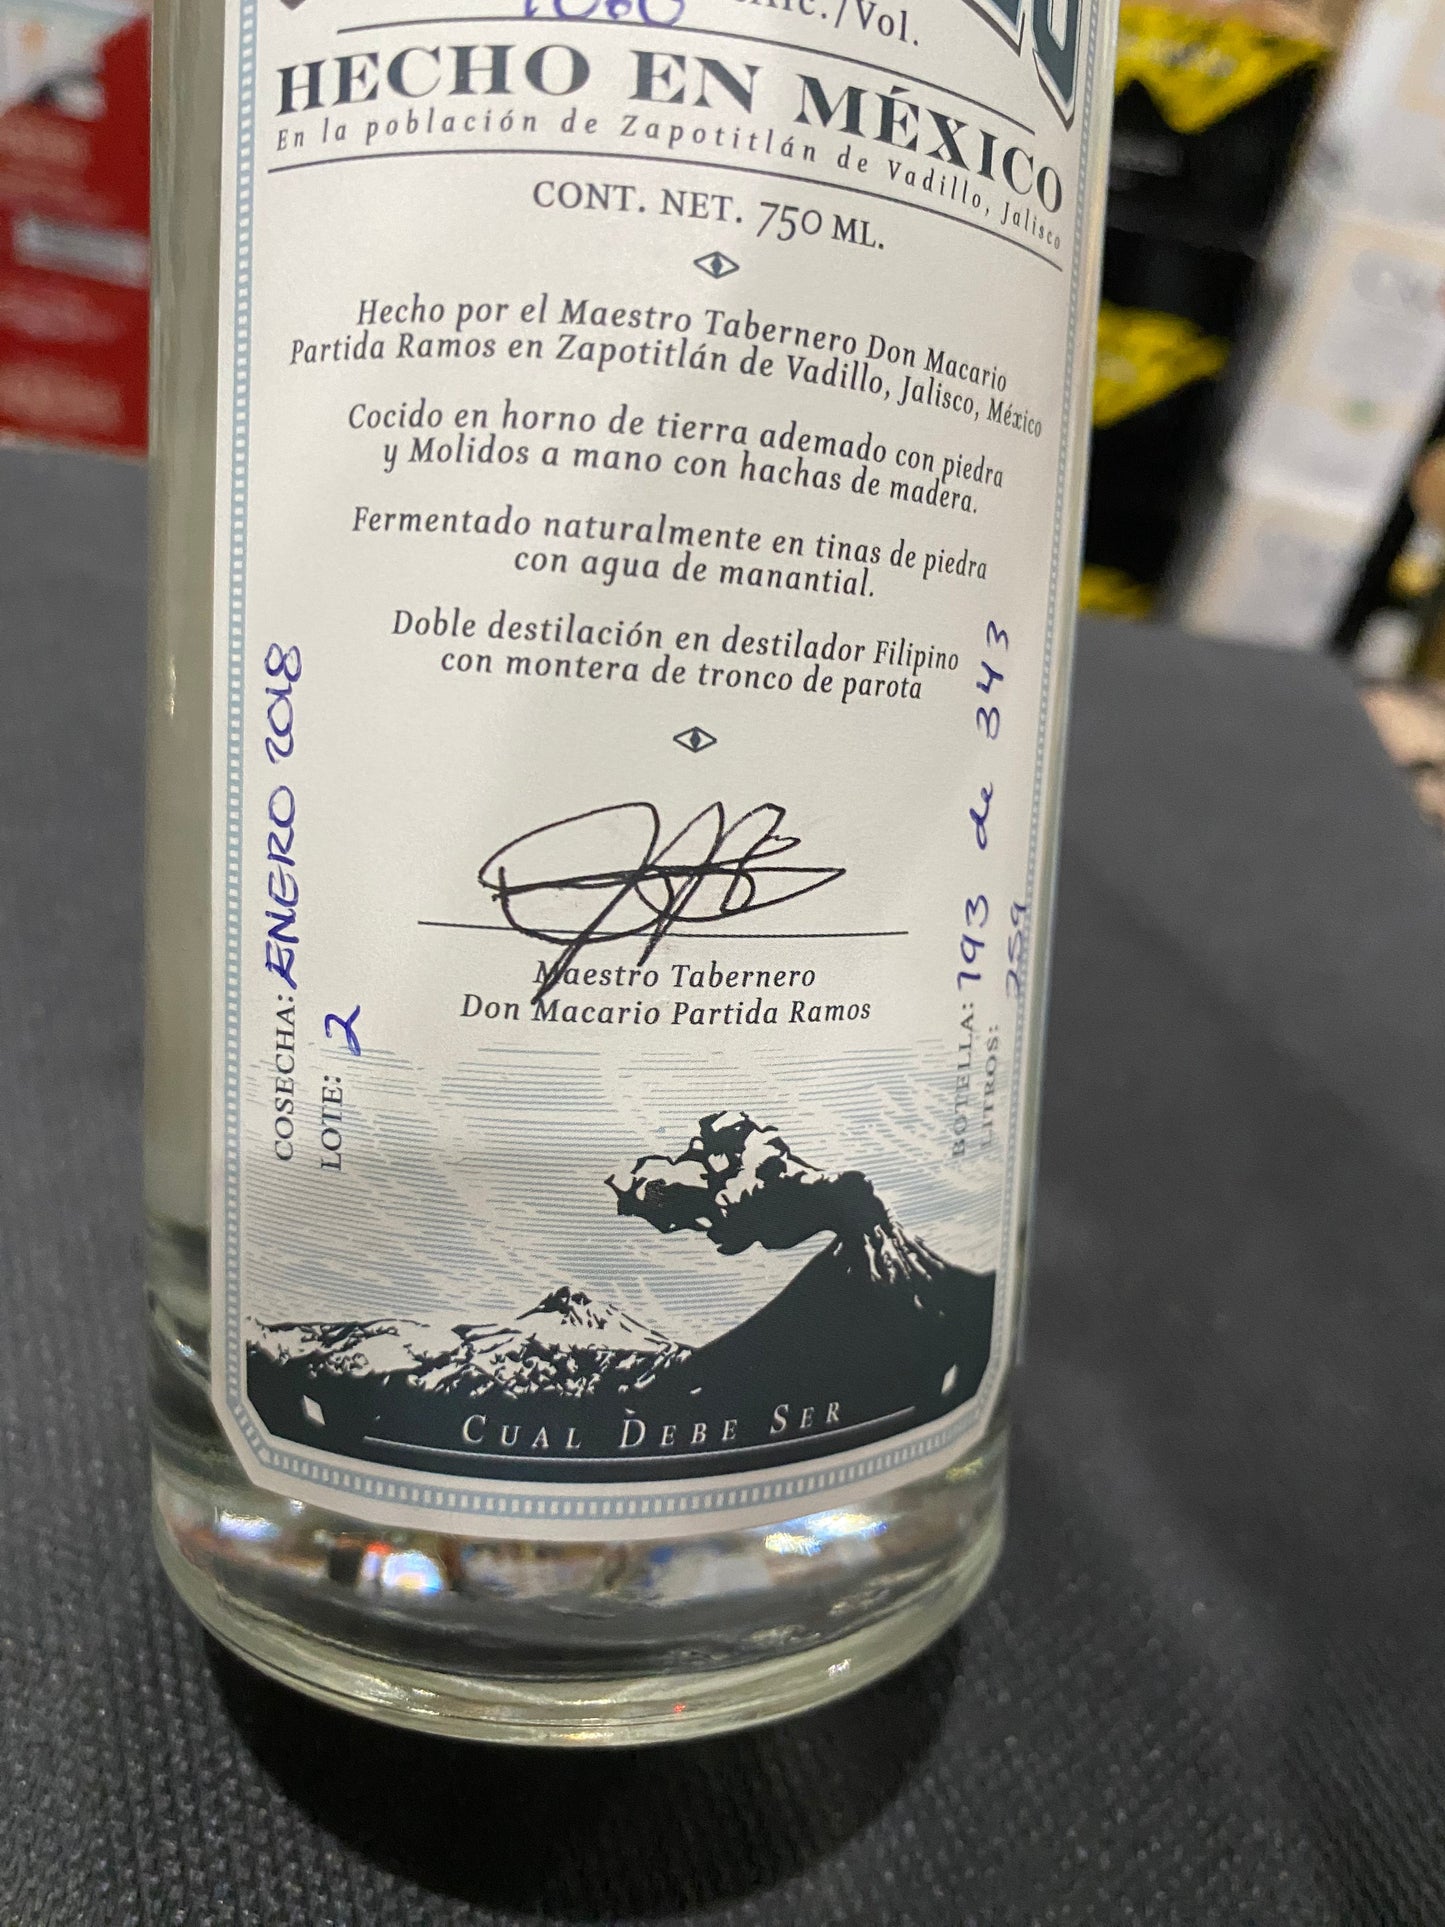 HECHO EN MÉXICO
En la población de Zapotitlán de Vadillo, Jalisco
CONT. NET. 750 ML.
Hecho por el Maestro Tabernero Don Macario
Partida Ramos en Zapotitlán de Vadillo, Jalisco, México
Cocido en horno de tierra ademado con piedra
y Molidos a mano con hachas de madera.
Fermentado naturalmente en tinas de piedra
con agua de manantial.
Doble destilación en destilador Filipino
con montera de tronco de parota
Maestro Tabernero
Don Macario Partida Ramos
COSECHA: ENERO 2018
LOTE: 2
BOTELLA: 193 de 343
LITROS: 259
CUAL DEBE SER